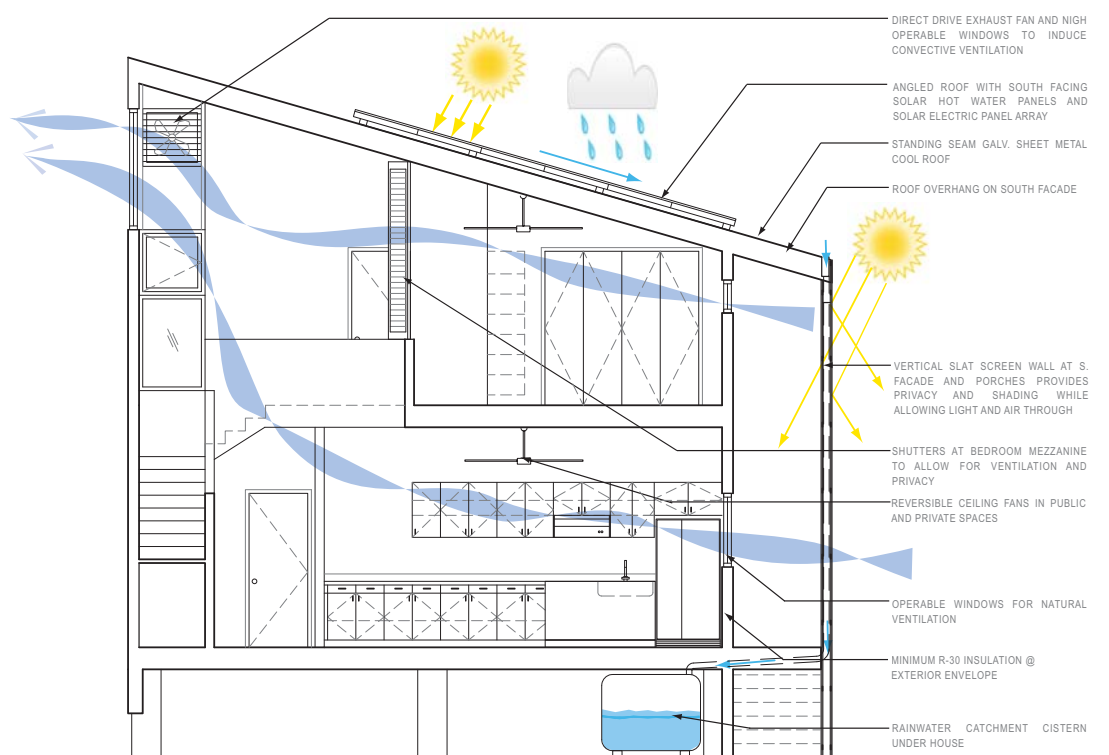 DIRECT DRIVE EXHAUST FAN AND NIGH
OPERABLE WINDOWS TO INDUCE
CONVECTIVE VENTILATION
ANGLED ROOF WITH SOUTH FACING
SOLAR HOT WATER PANELS AND
SOLAR ELECTRIC PANEL ARRAY
STANDING SEAM GALV. SHEET METAL
COOL ROOF
ROOF OVERHANG ON SOUTH FACADE
VERTICAL SLAT SCREEN WALL AT S.
FACADE AND PORCHES PROVIDES
PRIVACY AND SHADING WHILE
ALLOWING LIGHT AND AIR THROUGH
SHUTTERS AT BEDROOM MEZZANINE
TO ALLOW FOR VENTILATION AND
PRIVACY
REVERSIBLE CEILING FANS IN PUBLIC
AND PRIVATE SPACES
OPERABLE WINDOWS FOR NATURAL
VENTILATION
MINIMUM R-30 INSULATION @
EXTERIOR ENVELOPE
RAINWATER CATCHMENT CISTERN
UNDER HOUSE